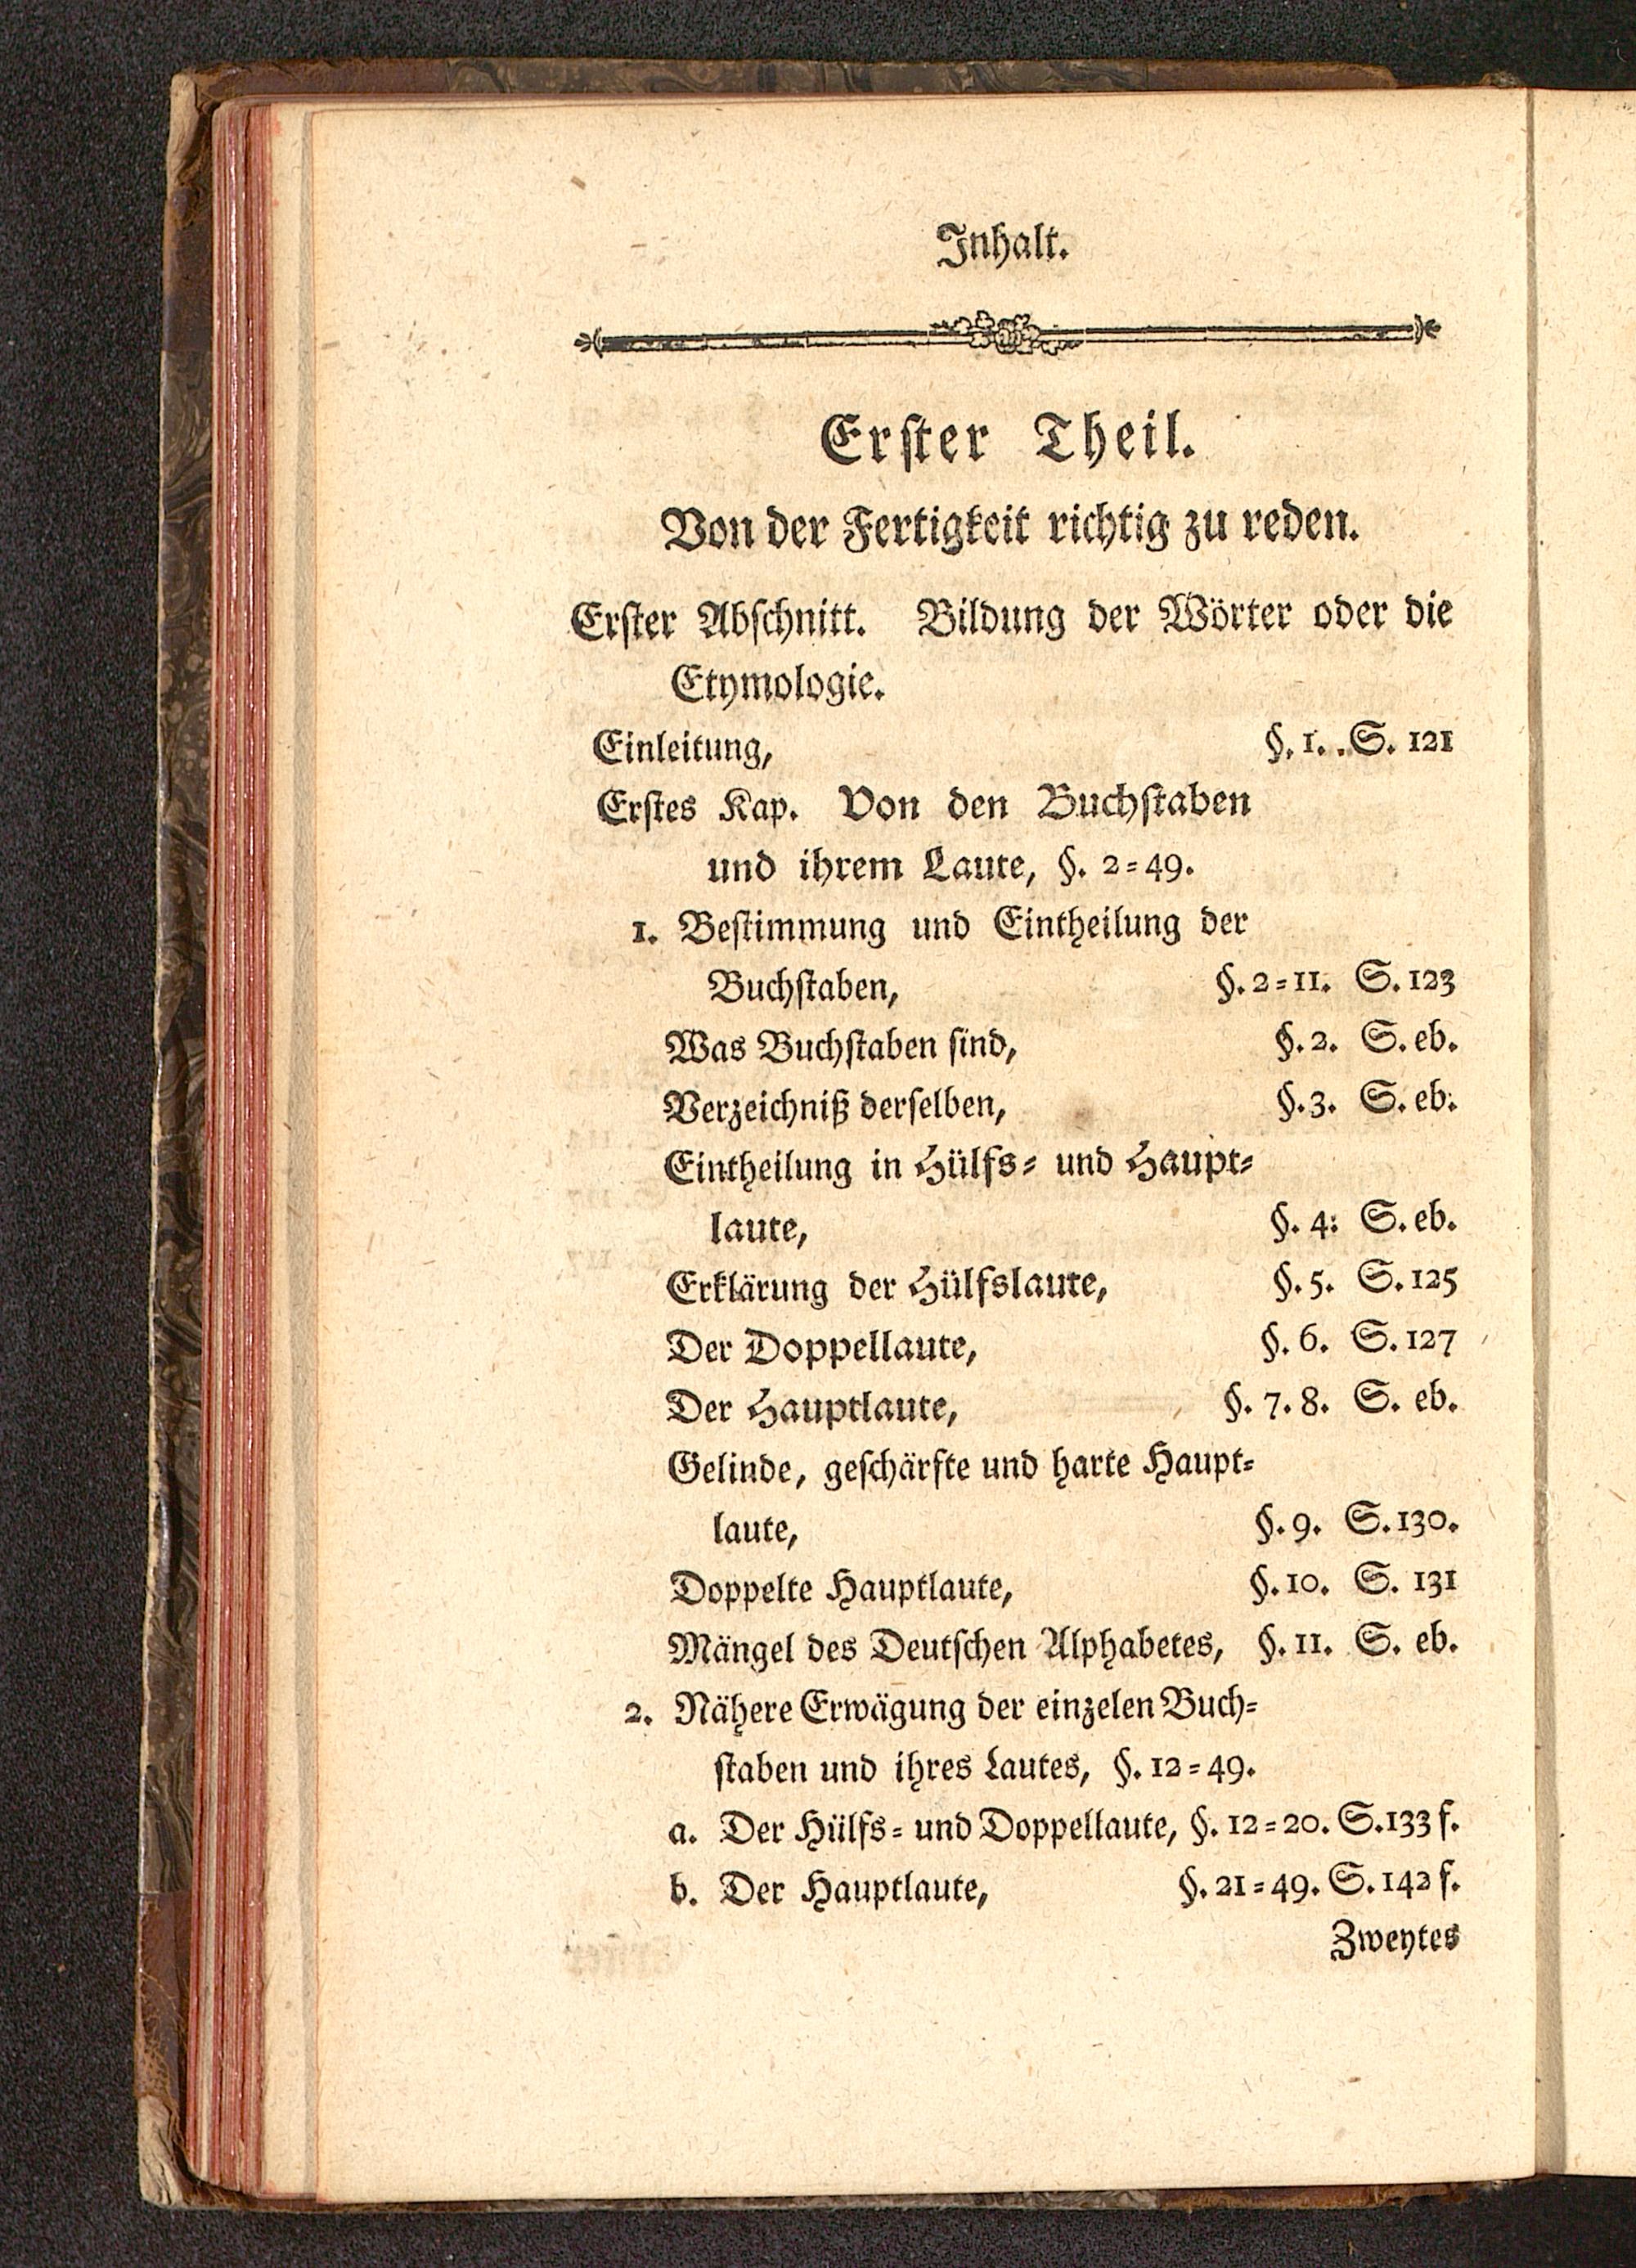 Inhalt.
Erster Theil.
Von der Fertigkeit richtig zu reden.
Erster Abschnitt. Bildung der Wörter oder die
Etymologie.
Einleitung, §. 1. S. 121
Erstes Kap. Von den Buchstaben
und ihrem Laute, §. 2=49.
1. Bestimmung und Eintheilung der
Buchstaben, §. 2=11. S. 123
Was Buchstaben sind, §. 2. S. eb.
Verzeichniß derselben, §. 3. S. eb.
Eintheilung in Hülfs= und Haupt=
laute, §. 4. S. eb.
Erklärung der Hülfslaute, §. 5. S. 125
Der Doppellaute, §. 6. S. 127
Der Hauptlaute, §. 7. 8. S. eb.
Gelinde, geschärfte und harte Haupt=
laute, §. 9. S. 130.
Doppelte Hauptlaute, §. 10. S. 131
Mängel des Deutschen Alphabetes, §. 11. S. eb.
2. Nähere Erwägung der einzelen Buch=
staben und ihres Lautes, §. 12=49.
a. Der Hülfs= und Doppellaute, §. 12=20. S. 133 f.
b. Der Hauptlaute, §. 21=49. S. 142 f.
Zweytes